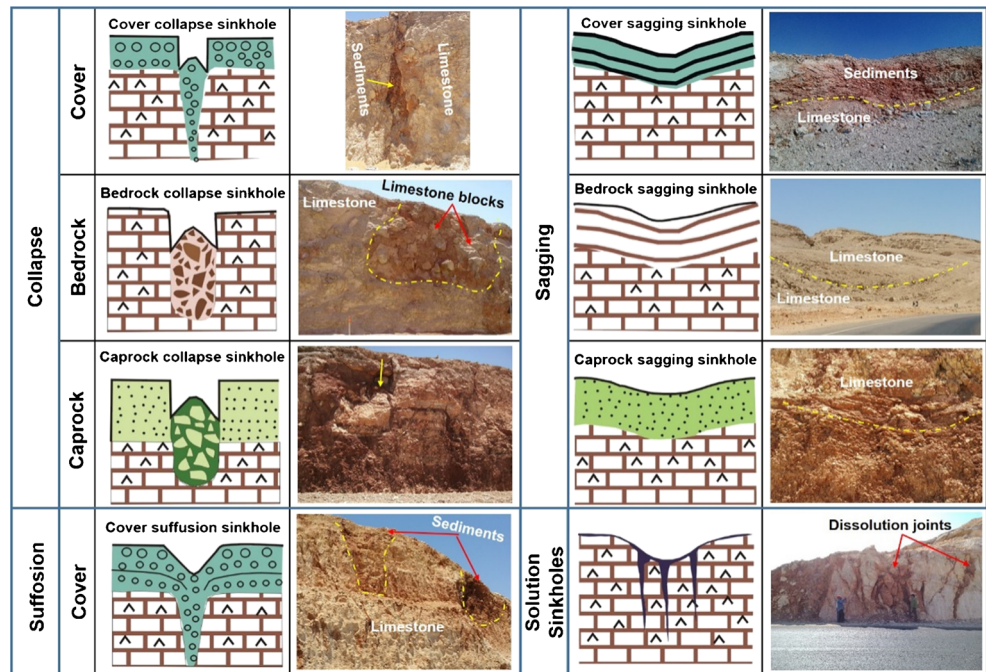 Collapse
Cover
Cover collapse sinkhole
Sediments
Limestone
Bedrock
Bedrock collapse sinkhole
Limestone
Limestone blocks
Caprock
Caprock collapse sinkhole
Suffosion
Cover
Cover suffusion sinkhole
Sediments
Limestone
Sagging
Cover sagging sinkhole
Sediments
Limestone
Bedrock sagging sinkhole
Limestone
Limestone
Caprock sagging sinkhole
Limestone
Solution
Sinkholes
Dissolution joints